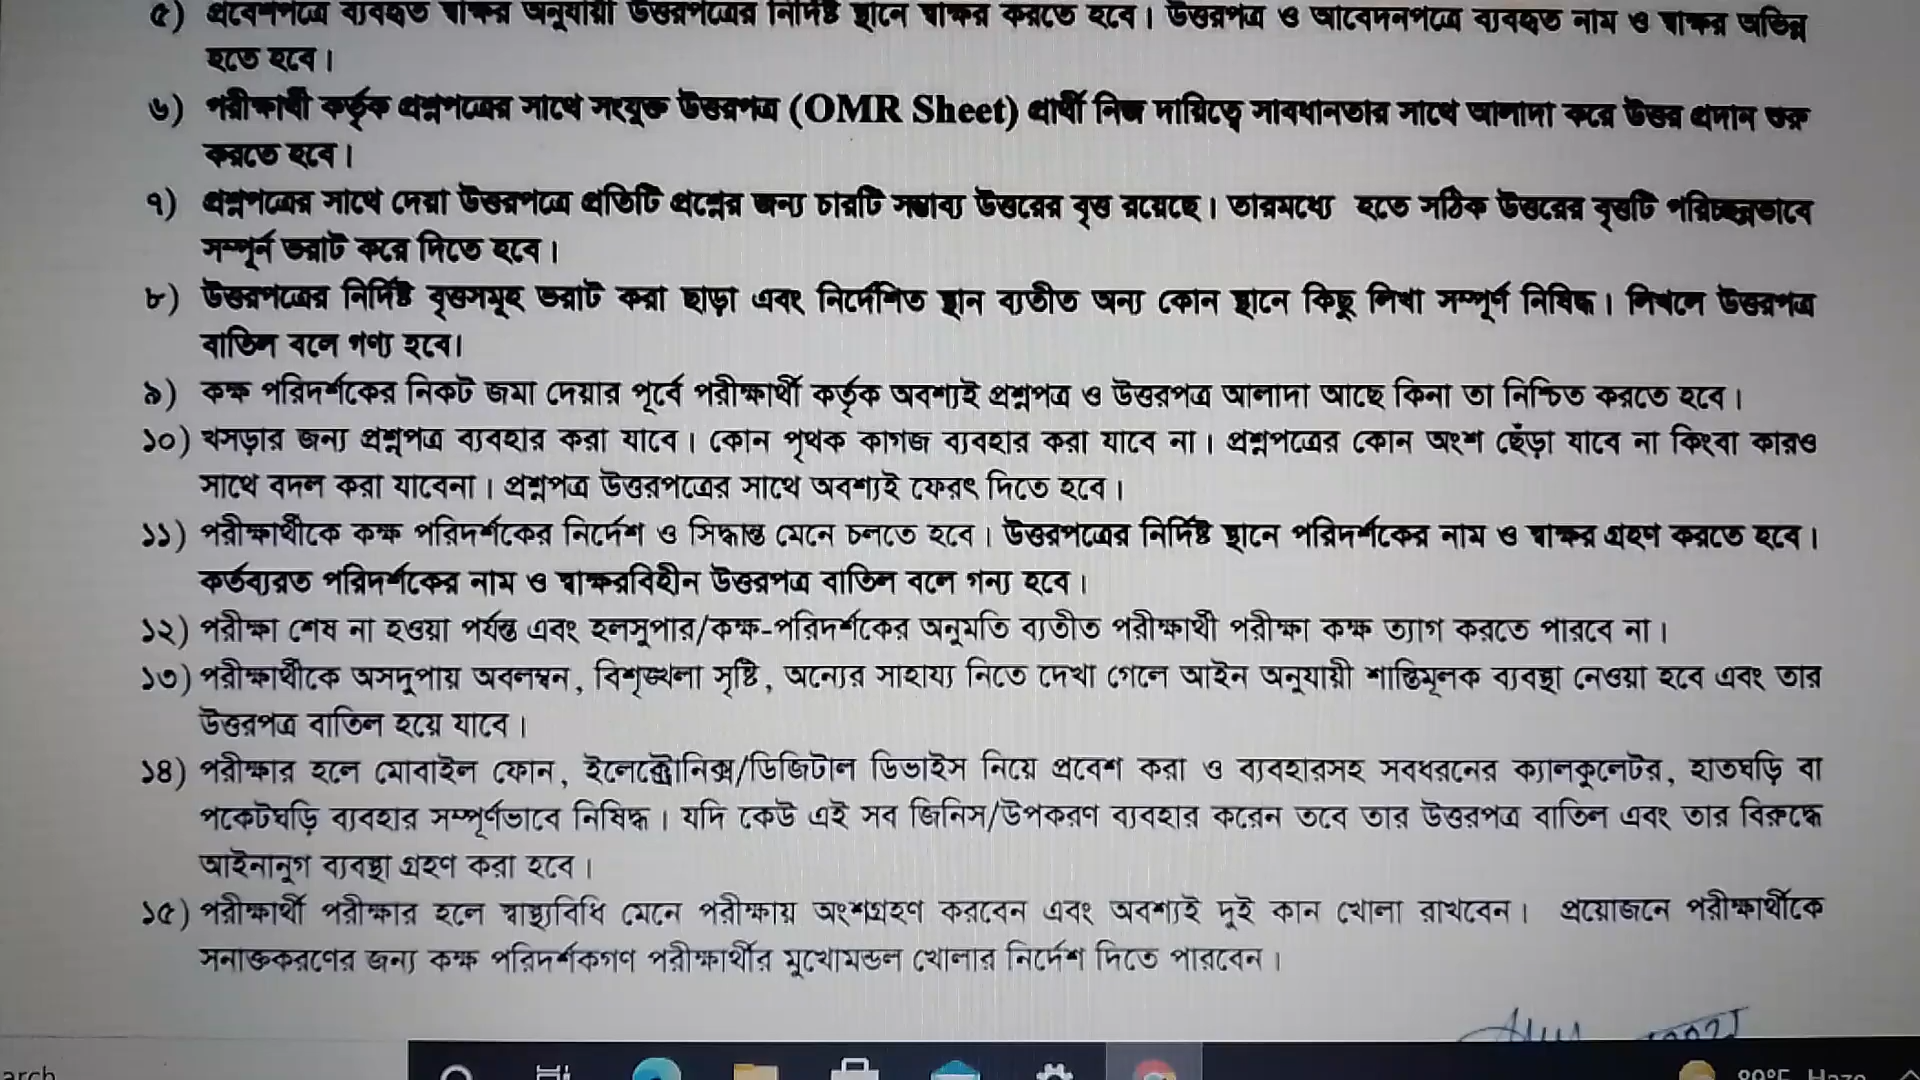 ৫) প্রবেশপত্রে ব্যবহৃত স্বাক্ষর অনুযায়ী উত্তরপত্রের নির্দিষ্ট স্থানে স্বাক্ষর করতে হবে। উত্তরপত্র ও আবেদনপত্রে ব্যবহৃত নাম ও স্বাক্ষর অভিন্ন
হতে হবে।
৬) পরীক্ষার্থী কর্তৃক প্রশ্নপত্রের সাথে সংযুক্ত উত্তরপত্র (OMR Sheet) প্রার্থী নিজ দায়িত্বে সাবধানতার সাথে আলাদা করে উত্তর প্রদান শুরু
করতে হবে।
৭) প্রশ্নপত্রের সাথে দেয়া উত্তরপত্রে প্রতিটি প্রশ্নের জন্য চারটি সম্ভাব্য উত্তরের বৃত্ত রয়েছে। তারমধ্যে হতে সঠিক উত্তরের বৃত্তটি পরিচ্ছন্নভাবে
সম্পূর্ন ভরাট করে দিতে হবে।
৮) উত্তরপত্রের নির্দিষ্ট বৃত্তসমূহ ভরাট করা ছাড়া এবং নির্দেশিত স্থান ব্যতীত অন্য কোন স্থানে কিছু লিখা সম্পূর্ণ নিষিদ্ধ। লিখলে উত্তরপত্র
বাতিল বলে গণ্য হবে।
৯) কক্ষ পরিদর্শকের নিকট জমা দেয়ার পূর্বে পরীক্ষার্থী কর্তৃক অবশ্যই প্রশ্নপত্র ও উত্তরপত্র আলাদা আছে কিনা তা নিশ্চিত করতে হবে।
১০) খসড়ার জন্য প্রশ্নপত্র ব্যবহার করা যাবে। কোন পৃথক কাগজ ব্যবহার করা যাবে না। প্রশ্নপত্রের কোন অংশ ছেঁড়া যাবে না কিংবা কারও
সাথে বদল করা যাবেনা। প্রশ্নপত্র উত্তরপত্রের সাথে অবশ্যই ফেরৎ দিতে হবে।
১১) পরীক্ষার্থীকে কক্ষ পরিদর্শকের নির্দেশ ও সিদ্ধান্ত মেনে চলতে হবে। উত্তরপত্রের নির্দিষ্ট স্থানে পরিদর্শকের নাম ও স্বাক্ষর গ্রহণ করতে হবে।
কর্তব্যরত পরিদর্শকের নাম ও স্বাক্ষরবিহীন উত্তরপত্র বাতিল বলে গন্য হবে।
১২) পরীক্ষা শেষ না হওয়া পর্যন্ত এবং হলসুপার/কক্ষ-পরিদর্শকের অনুমতি ব্যতীত পরীক্ষার্থী পরীক্ষা কক্ষ ত্যাগ করতে পারবে না।
১৩) পরীক্ষার্থীকে অসদুপায় অবলম্বন, বিশৃঙ্খলা সৃষ্টি, অন্যের সাহায্য নিতে দেখা গেলে আইন অনুযায়ী শাস্তিমূলক ব্যবস্থা নেওয়া হবে এবং তার
উত্তরপত্র বাতিল হয়ে যাবে।
১৪) পরীক্ষার হলে মোবাইল ফোন, ইলেক্ট্রোনিক্স/ডিজিটাল ডিভাইস নিয়ে প্রবেশ করা ও ব্যবহারসহ সবধরনের ক্যালকুলেটর, হাতঘড়ি বা
পকেটঘড়ি ব্যবহার সম্পূর্ণভাবে নিষিদ্ধ। যদি কেউ এই সব জিনিস/উপকরণ ব্যবহার করেন তবে তার উত্তরপত্র বাতিল এবং তার বিরুদ্ধে
আইনানুগ ব্যবস্থা গ্রহণ করা হবে।
১৫) পরীক্ষার্থী পরীক্ষার হলে স্বাস্থ্যবিধি মেনে পরীক্ষায় অংশগ্রহণ করবেন এবং অবশ্যই দুই কান খোলা রাখবেন। প্রয়োজনে পরীক্ষার্থীকে
সনাক্তকরণের জন্য কক্ষ পরিদর্শকগণ পরীক্ষার্থীর মুখোমন্ডল খোলার নির্দেশ দিতে পারবেন।